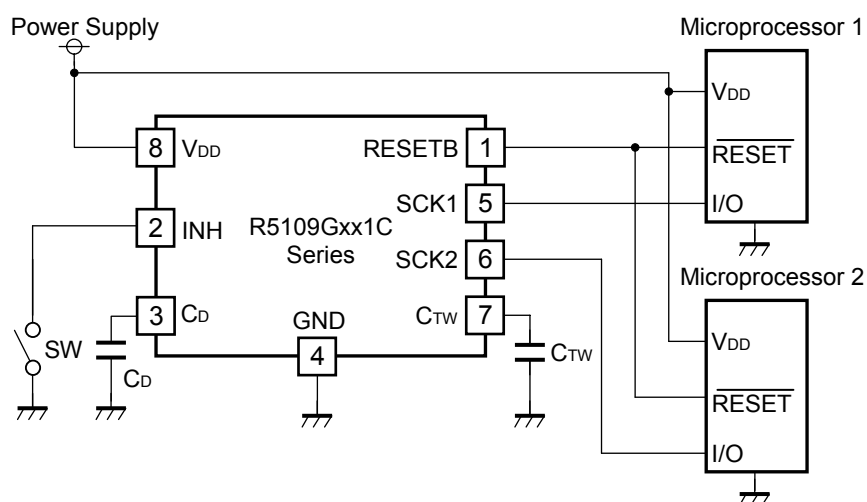 Power Supply
Microprocessor 1
VDD
RESET
I/O
8
VDD
RESETB
1
SCK1
5
2
INH
R5109Gxx1C
Series
SCK2
6
3
CD
GND
CTW
7
4
SW
CD
CTW
Microprocessor 2
VDD
RESET
I/O